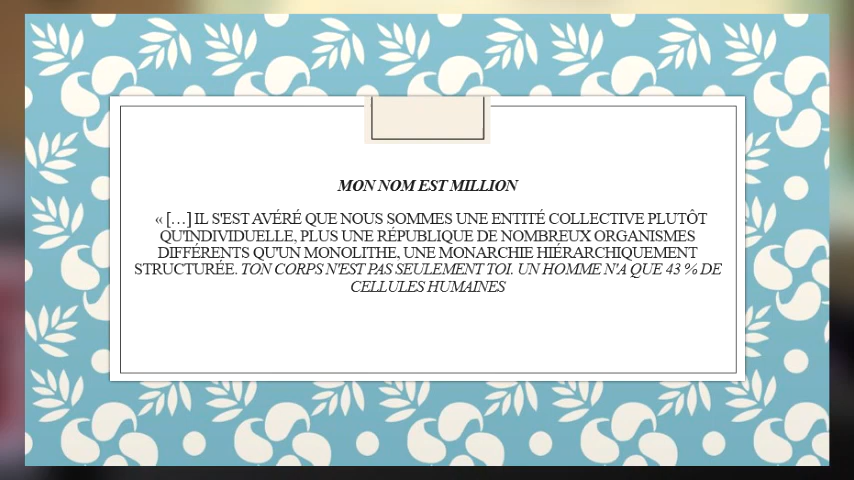 MON NOM EST MILLION
« […] IL S'EST AVÉRÉ QUE NOUS SOMMES UNE ENTITÉ COLLECTIVE PLUTÔT
QU'INDIVIDUELLE, PLUS UNE RÉPUBLIQUE DE NOMBREUX ORGANISMES
DIFFÉRENTS QU'UN MONOLITHE, UNE MONARCHIE HIÉRARCHIQUEMENT
STRUCTURÉE. TON CORPS N'EST PAS SEULEMENT TOI. UN HOMME N'A QUE 43 % DE
CELLULES HUMAINES